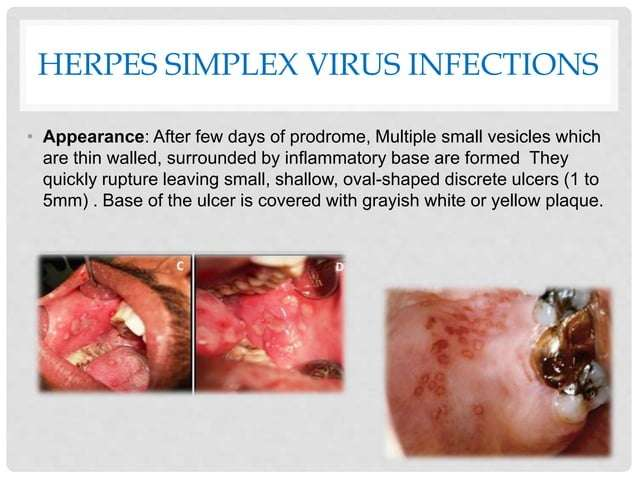 HERPES SIMPLEX VIRUS INFECTIONS
• Appearance: After few days of prodrome, Multiple small vesicles which
are thin walled, surrounded by inflammatory base are formed They
quickly rupture leaving small, shallow, oval-shaped discrete ulcers (1 to
5mm) . Base of the ulcer is covered with grayish white or yellow plaque.
C
D